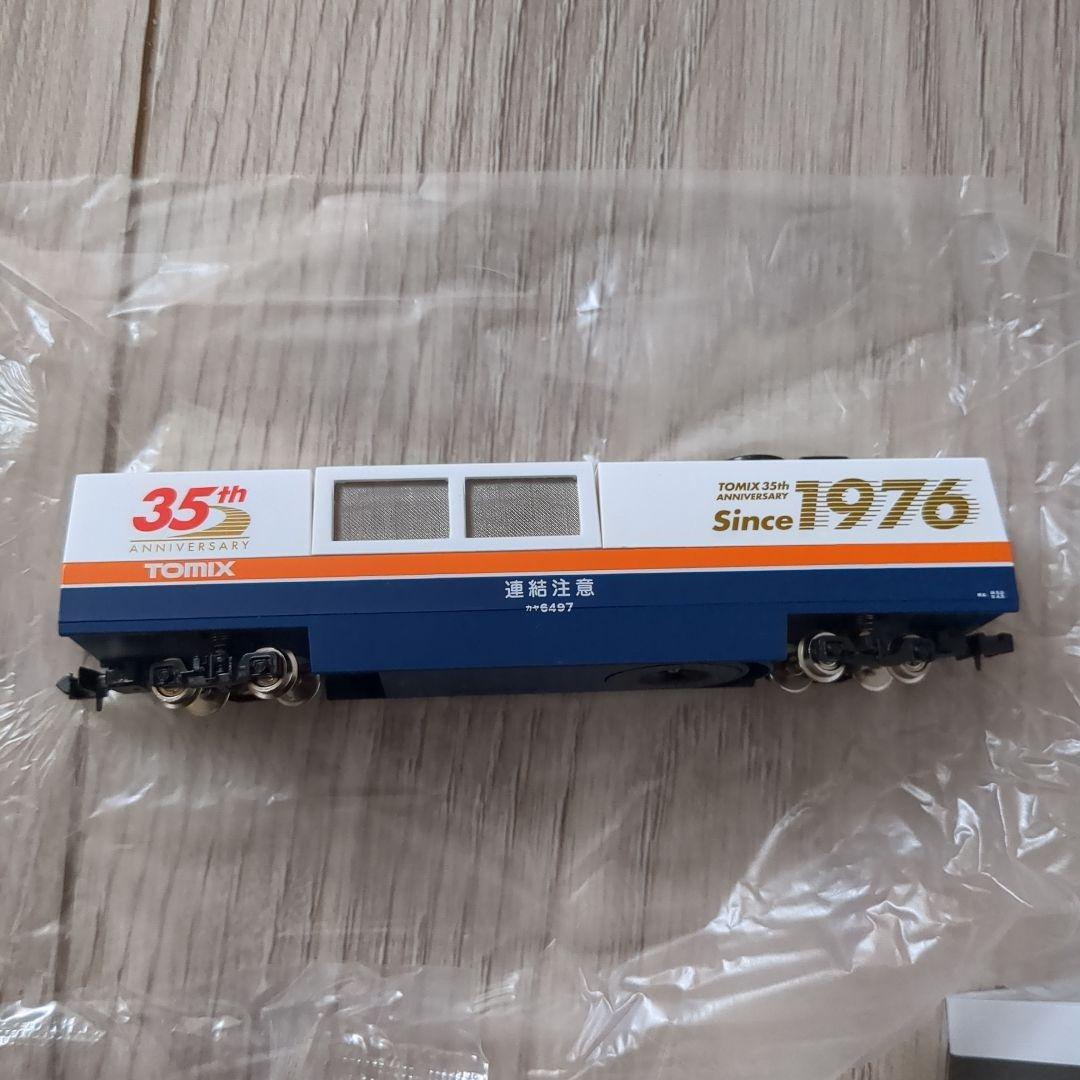 35th
ANNIVERSARY
TOMIX
TOMIX 35th
ANNIVERSARY
Since 1976
連結注意
カヤ6497